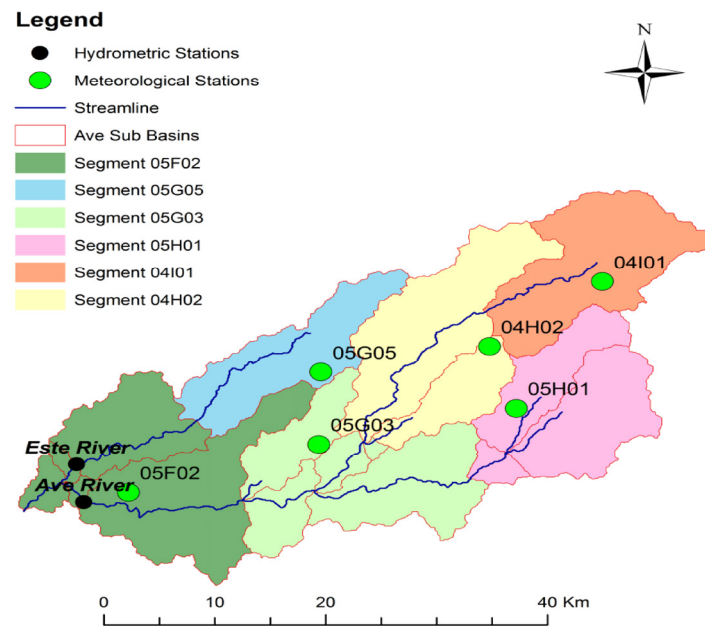 Legend
N
Hydrometric Stations
Meteorological Stations
Streamline
Ave Sub Basins
Segment 05F02
Segment 05G05
Segment 05G03
Segment 05H01
Segment 04I01
Segment 04H02
04I01
04H02
05G05
05H01
05G03
Este River
05F02
Ave River
0 10 20 40 Km